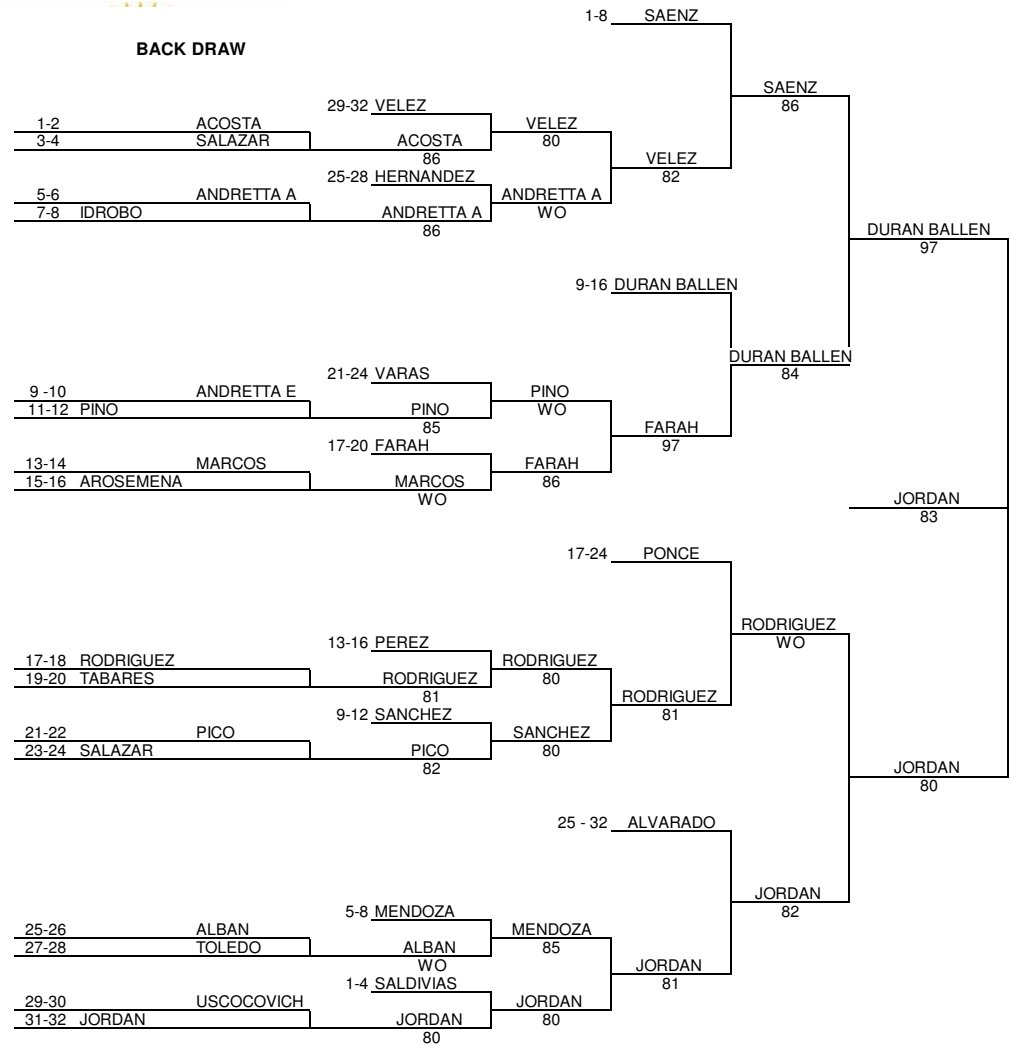 1-8 SAENZ
BACK DRAW
SAENZ
86
29-32 VELEZ
1-2 ACOSTA
VELEZ
3-4 SALAZAR
ACOSTA
80
86
VELEZ
82
25-28 HERNANDEZ
5-6 ANDRETTA A
ANDRETTA A
7-8 IDROBO
ANDRETTA A
WO
86
DURAN BALLEN
97
9-16 DURAN BALLEN
DURAN BALLEN
84
21-24 VARAS
9 -10 ANDRETTA E
PINO
11-12 PINO
PINO
WO
85
FARAH
97
17-20 FARAH
13-14 MARCOS
FARAH
15-16 AROSEMENA
MARCOS
86
WO
JORDAN
83
17-24 PONCE
RODRIGUEZ
WO
13-16 PEREZ
17-18 RODRIGUEZ
RODRIGUEZ
19-20 TABARES
RODRIGUEZ
80
81
RODRIGUEZ
81
9-12 SANCHEZ
21-22 PICO
SANCHEZ
23-24 SALAZAR
PICO
80
82
JORDAN
80
25 - 32 ALVARADO
JORDAN
82
5-8 MENDOZA
25-26 ALBAN
MENDOZA
27-28 TOLEDO
ALBAN
85
WO
JORDAN
81
1-4 SALDIVIAS
29-30 USCOCOVICH
JORDAN
31-32 JORDAN
JORDAN
80
80